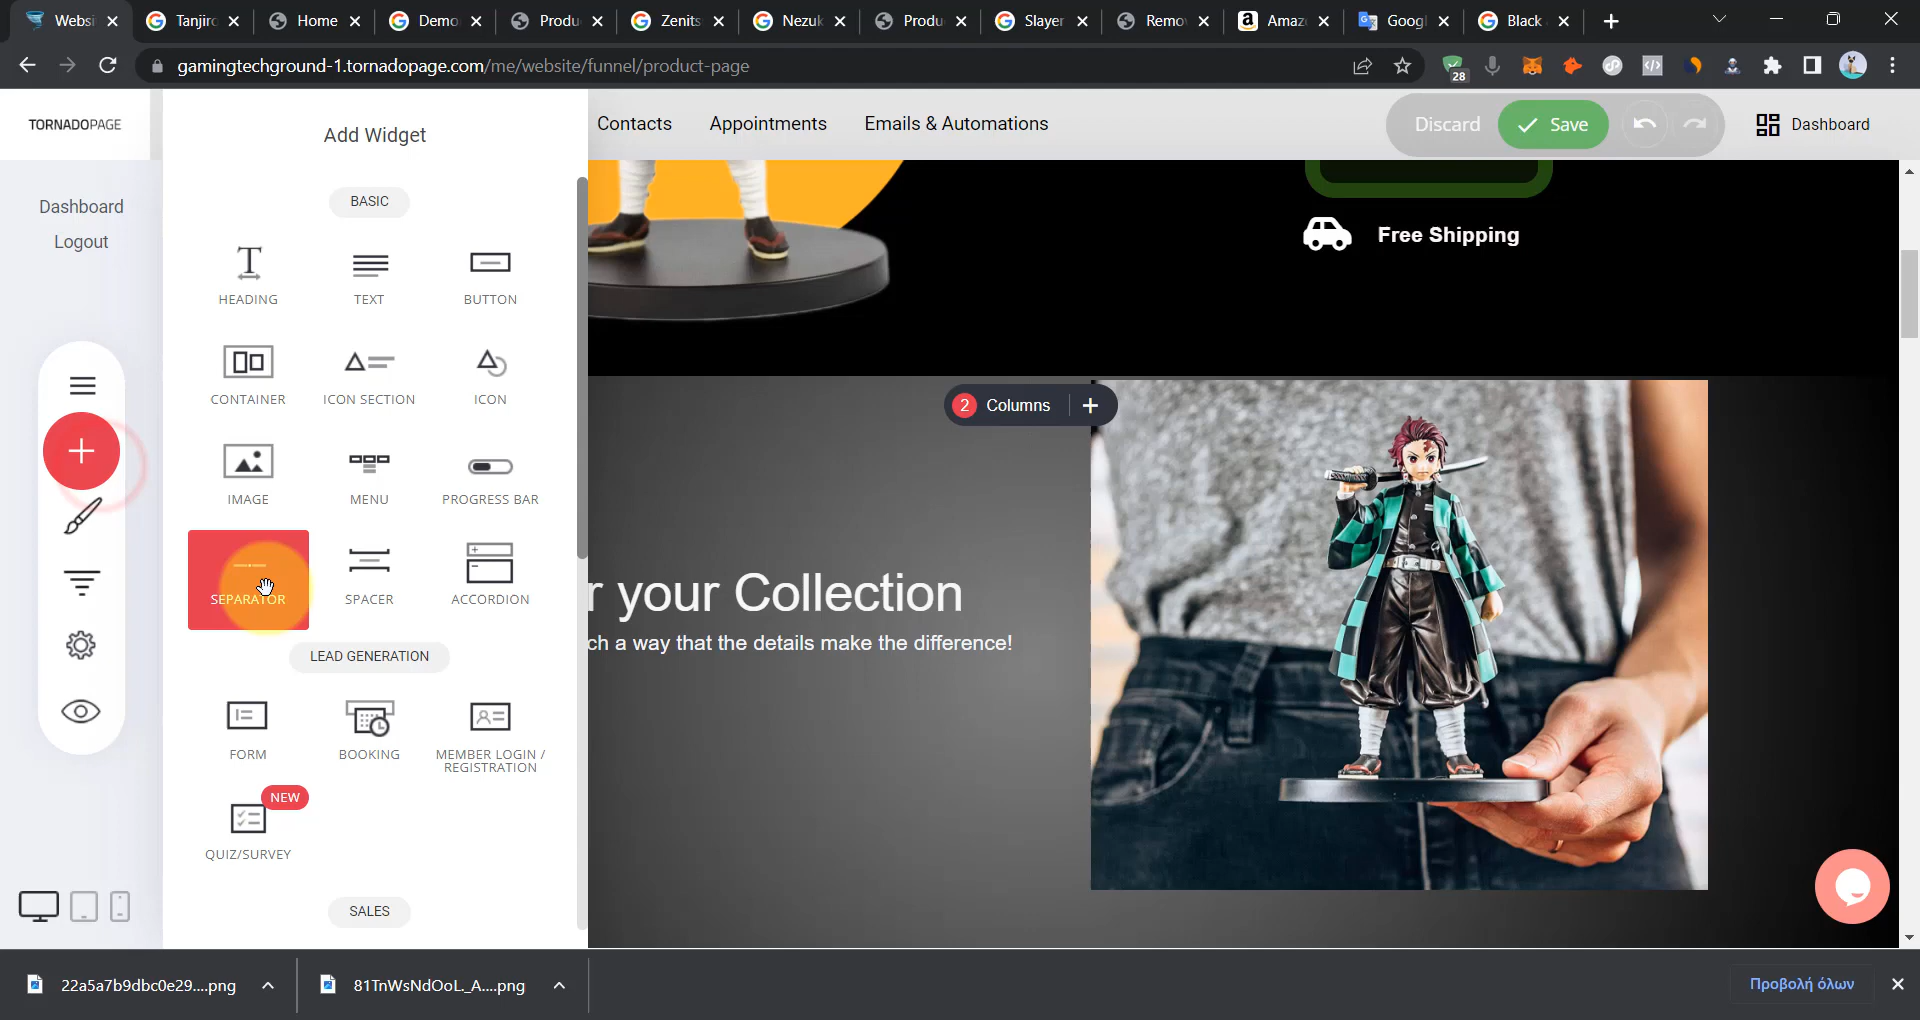 Websi
Tanjiro
Home
Demo
Produ
Zenits
Nezuk
Produ
Slayer
Remo
Amaz
Googl
Black
gamingtechground-1.tornadopage.com/me/website/funnel/product-page
28
TORNADOPAGE
Add Widget
Contacts
Appointments
Emails & Automations
Discard
Save
Dashboard
Dashboard
Logout
BASIC
HEADING
TEXT
BUTTON
CONTAINER
ICON SECTION
ICON
IMAGE
MENU
PROGRESS BAR
SEPARATOR
SPACER
ACCORDION
LEAD GENERATION
FORM
BOOKING
MEMBER LOGIN /
REGISTRATION
NEW
QUIZ/SURVEY
SALES
Free Shipping
2 Columns
r your Collection
ch a way that the details make the difference!
22a5a7b9dbc0e29....png
81TnWsNdOoL._A....png
Προβολή όλων